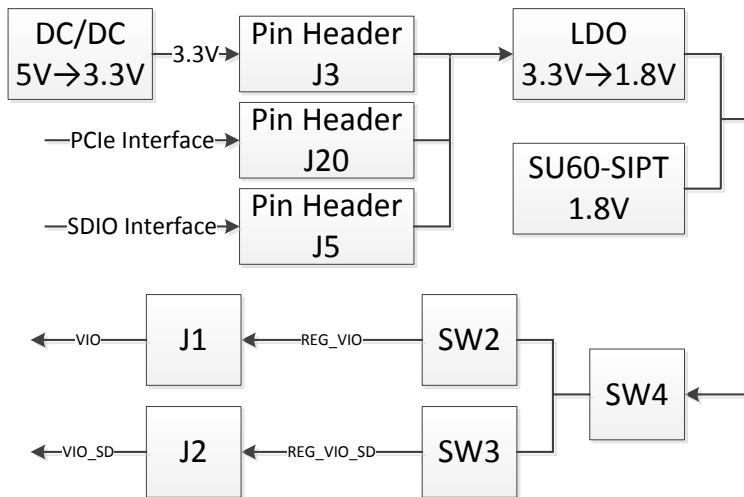 DC/DC
5V→3.3V
3.3V
Pin Header
J3
LDO
3.3V→1.8V
PCIe Interface
Pin Header
J20
SU60-SIPT
1.8V
SDIO Interface
Pin Header
J5
VIO
J1
REG_VIO
SW2
SW4
VIO_SD
J2
REG_VIO_SD
SW3